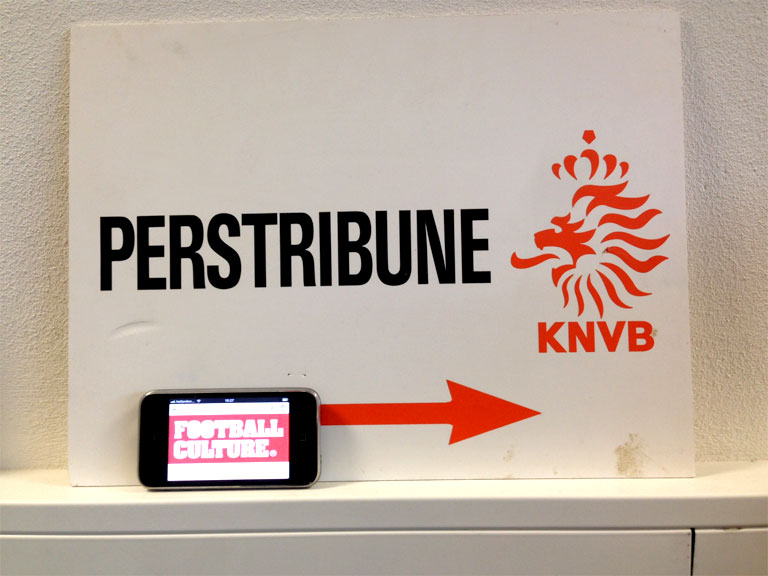 PERSTRIBUNE
KNVB
FOOTBALL
CULTURE.